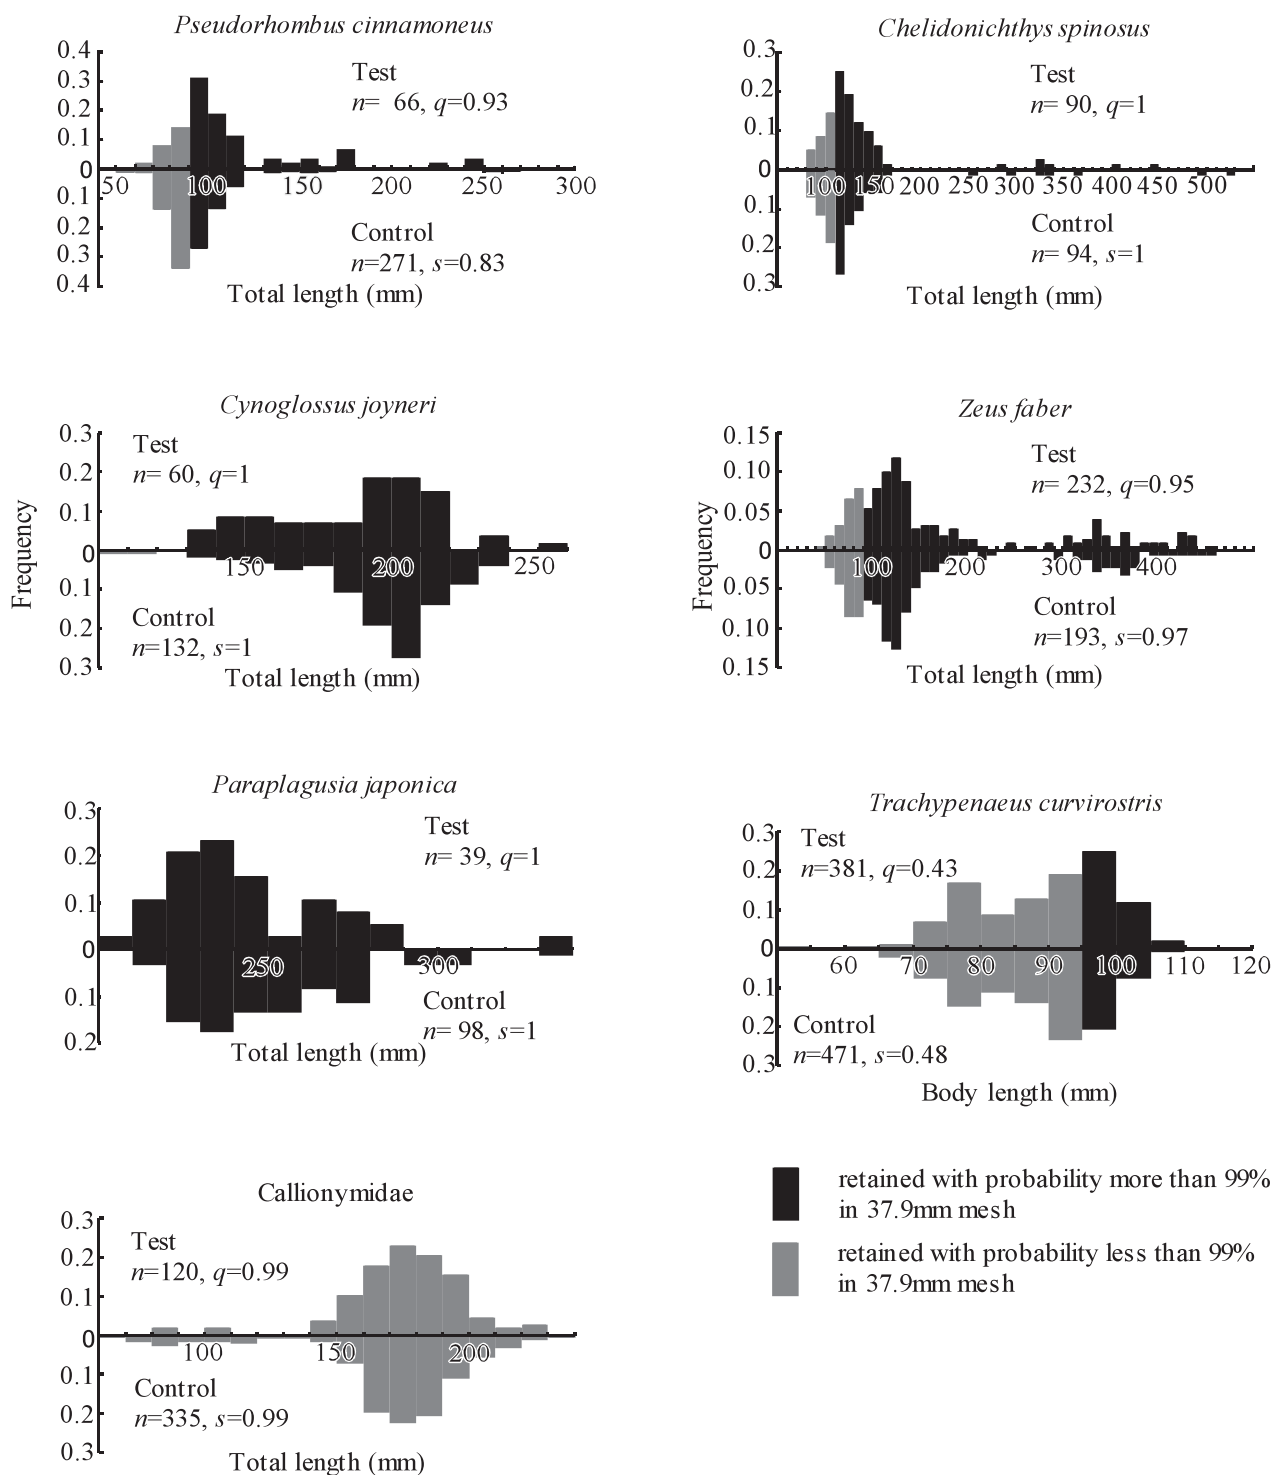 Pseudorhombus cinnamoneus
0.4
0.3
0.2
0.1
0
0.1
0.2
0.3
0.4
Test
n= 66, q=0.93
50 100 150 200 250 300
Control
n=271, s=0.83
Total length (mm)
Chelidonichthys spinosus
0.3
0.2
0.1
0
0.1
0.2
0.3
Test
n= 90, q=1
100 150 200 250 300 350 400 450 500
Control
n= 94, s=1
Total length (mm)
Cynoglossus joyneri
Frequency
0.3
0.2
0.1
0
0.1
0.2
0.3
Test
n= 60, q=1
150 200 250
Control
n=132, s=1
Total length (mm)
Zeus faber
Frequency
0.15
0.10
0.05
0
0.05
0.10
0.15
Test
n= 232, q=0.95
100 200 300 400
Control
n=193, s=0.97
Total length (mm)
Paraplagusia japonica
0.3
0.2
0.1
0
0.1
0.2
Test
n= 39, q=1
250 300
Control
n= 98, s=1
Total length (mm)
Trachypenaeus curvirostris
0.3
0.2
0.1
0
0.1
0.2
0.3
Test
n=381, q=0.43
60 70 80 90 100 110 120
Control
n=471, s=0.48
Body length (mm)
Callionymidae
0.3
0.2
0.1
0
0.1
0.2
0.3
Test
n=120, q=0.99
100 150 200
Control
n=335, s=0.99
Total length (mm)
retained with probability more than 99%
in 37.9mm mesh
retained with probability less than 99%
in 37.9mm mesh